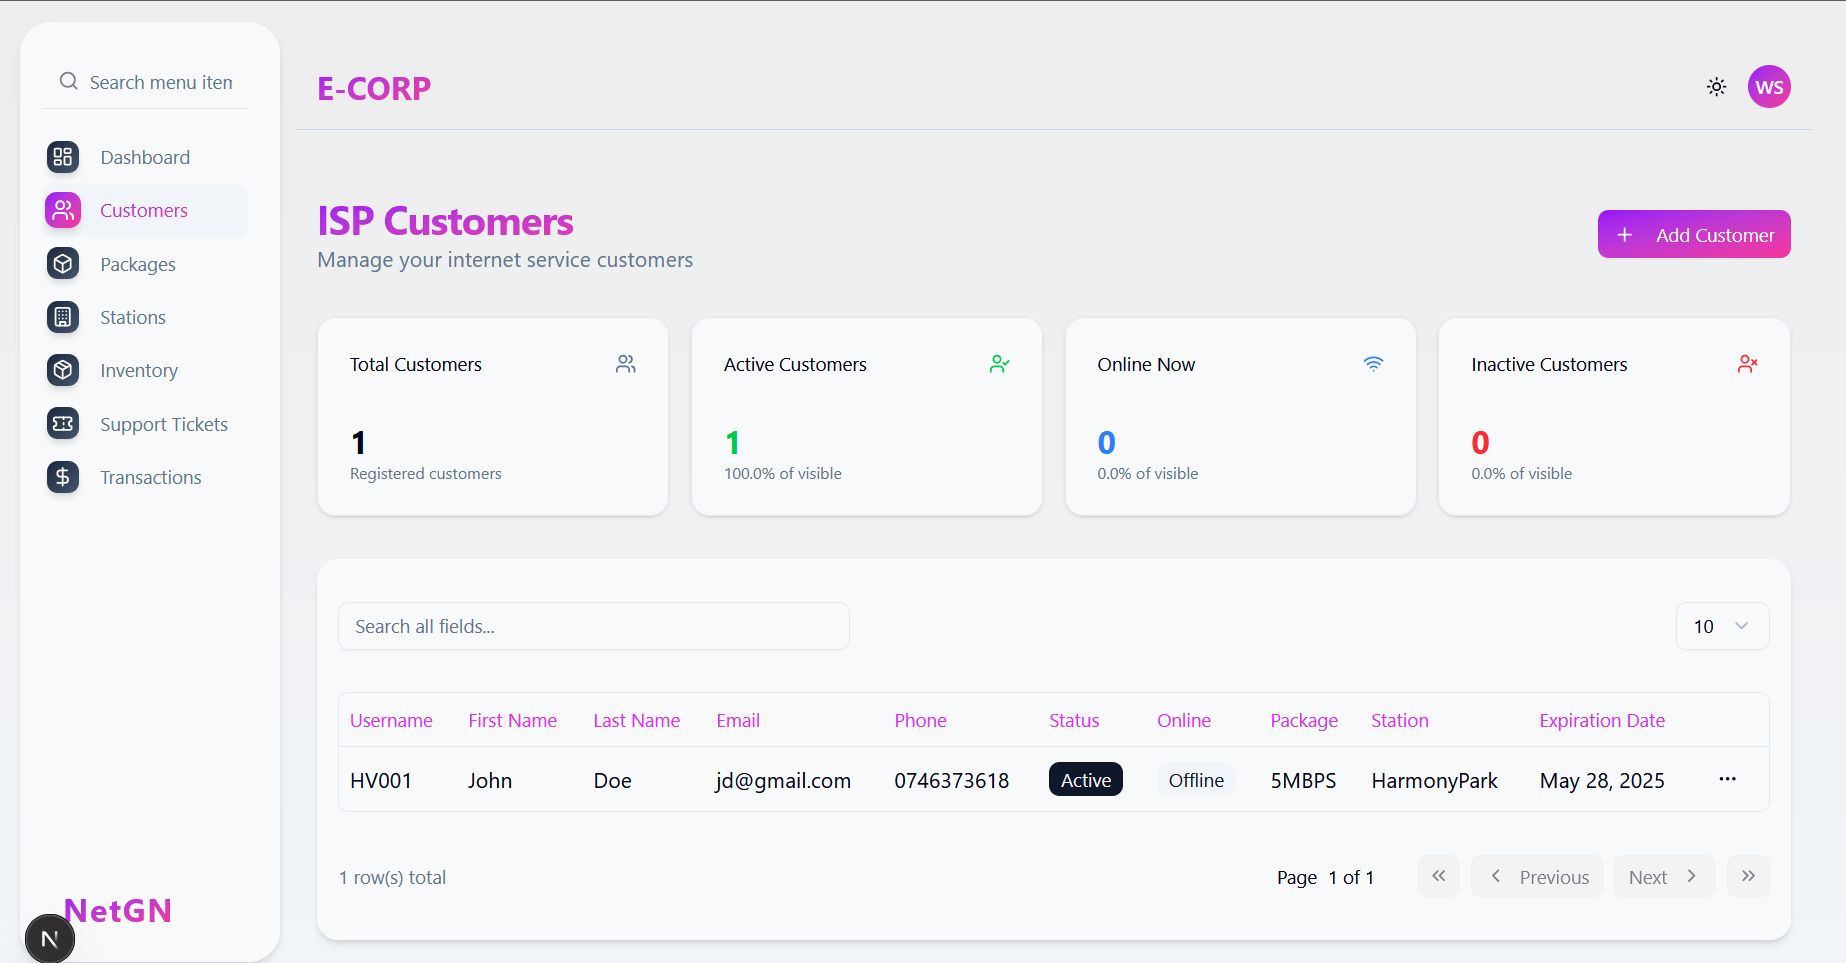 Search menu item
E-CORP
WS
Dashboard
Customers
Packages
Stations
Inventory
Support Tickets
Transactions
NetGN
N
ISP Customers
Manage your internet service customers
+ Add Customer
Total Customers
1
Registered customers
Active Customers
1
100.0% of visible
Online Now
0
0.0% of visible
Inactive Customers
0
0.0% of visible
Search all fields...
10
Username First Name Last Name Email Phone Status Online Package Station Expiration Date
HV001 John Doe jd@gmail.com 0746373618 Active Offline 5MBPS HarmonyPark May 28, 2025 ...
1 row(s) total
Page 1 of 1
« ‹ Previous Next › »